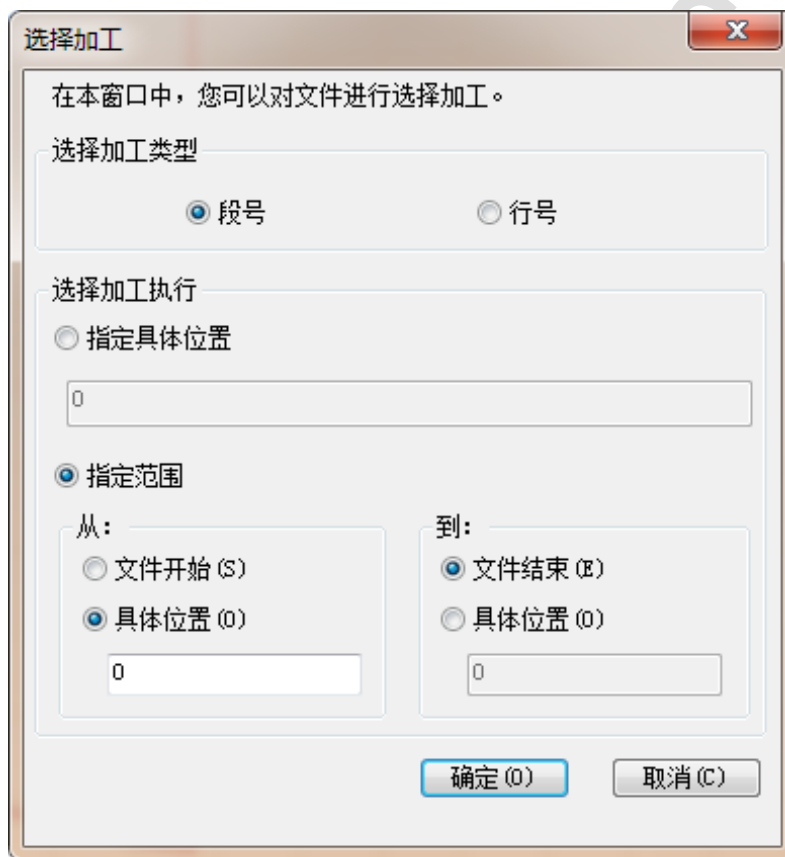 选择加工
在本窗口中，您可以对文件进行选择加工。
选择加工类型
段号 行号
选择加工执行
指定具体位置
0
指定范围
从: 到:
文件开始(S) 文件结束(E)
具体位置(O) 具体位置(O)
0 0
确定(O) 取消(C)